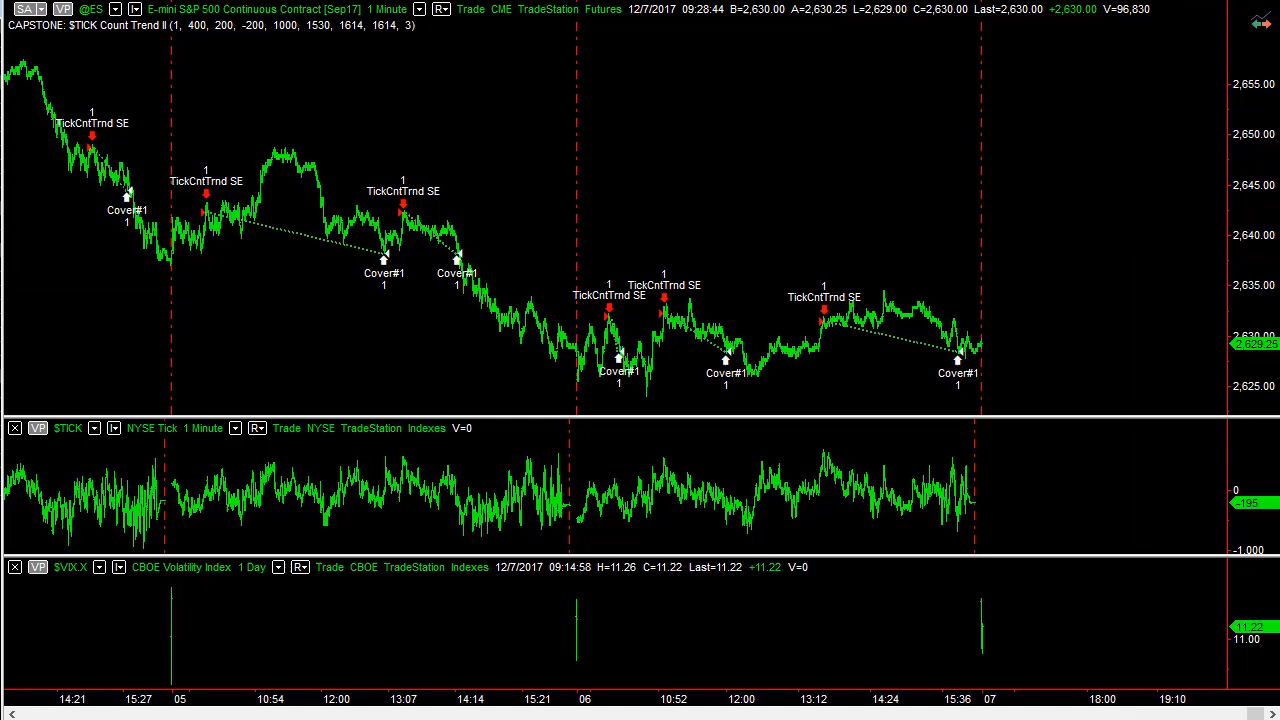 SA VP @ES E-mini S&P 500 Continuous Contract [Sep17] 1 Minute R Trade CME TradeStation Futures 12/7/2017 09:28:44 B=2,630.00 A=2,630.25 L=2,629.00 C=2,630.00 Last=2,630.00 +2,630.00 V=96,830
CAPSTONE: $TICK Count Trend II (1, 400, 200, -200, 1000, 1530, 1614, 1614, 3)
2,655.00
1
TickCntTrnd SE
2,650.00
1
TickCntTrnd SE
1
TickCntTrnd SE
2,645.00
Cover#1
1
2,640.00
Cover#1
1
Cover#1
1
1
TickCntTrnd SE
1
TickCntTrnd SE
1
TickCntTrnd SE
2,635.00
2,630.00
2,629.25
Cover#1
1
Cover#1
1
Cover#1
1
2,625.00
VP $TICK I NYSE Tick 1 Minute R Trade NYSE TradeStation Indexes V=0
0
-195
-1,000
VP $VIX.X I CBOE Volatility Index 1 Day R Trade CBOE TradeStation Indexes 12/7/2017 09:14:58 H=11.26 C=11.22 Last=11.22 +11.22 V=0
11.22
11.00
14:21 15:27 05 10:54 12:00 13:07 14:14 15:21 06 10:52 12:00 13:12 14:24 15:36 07 18:00 19:10